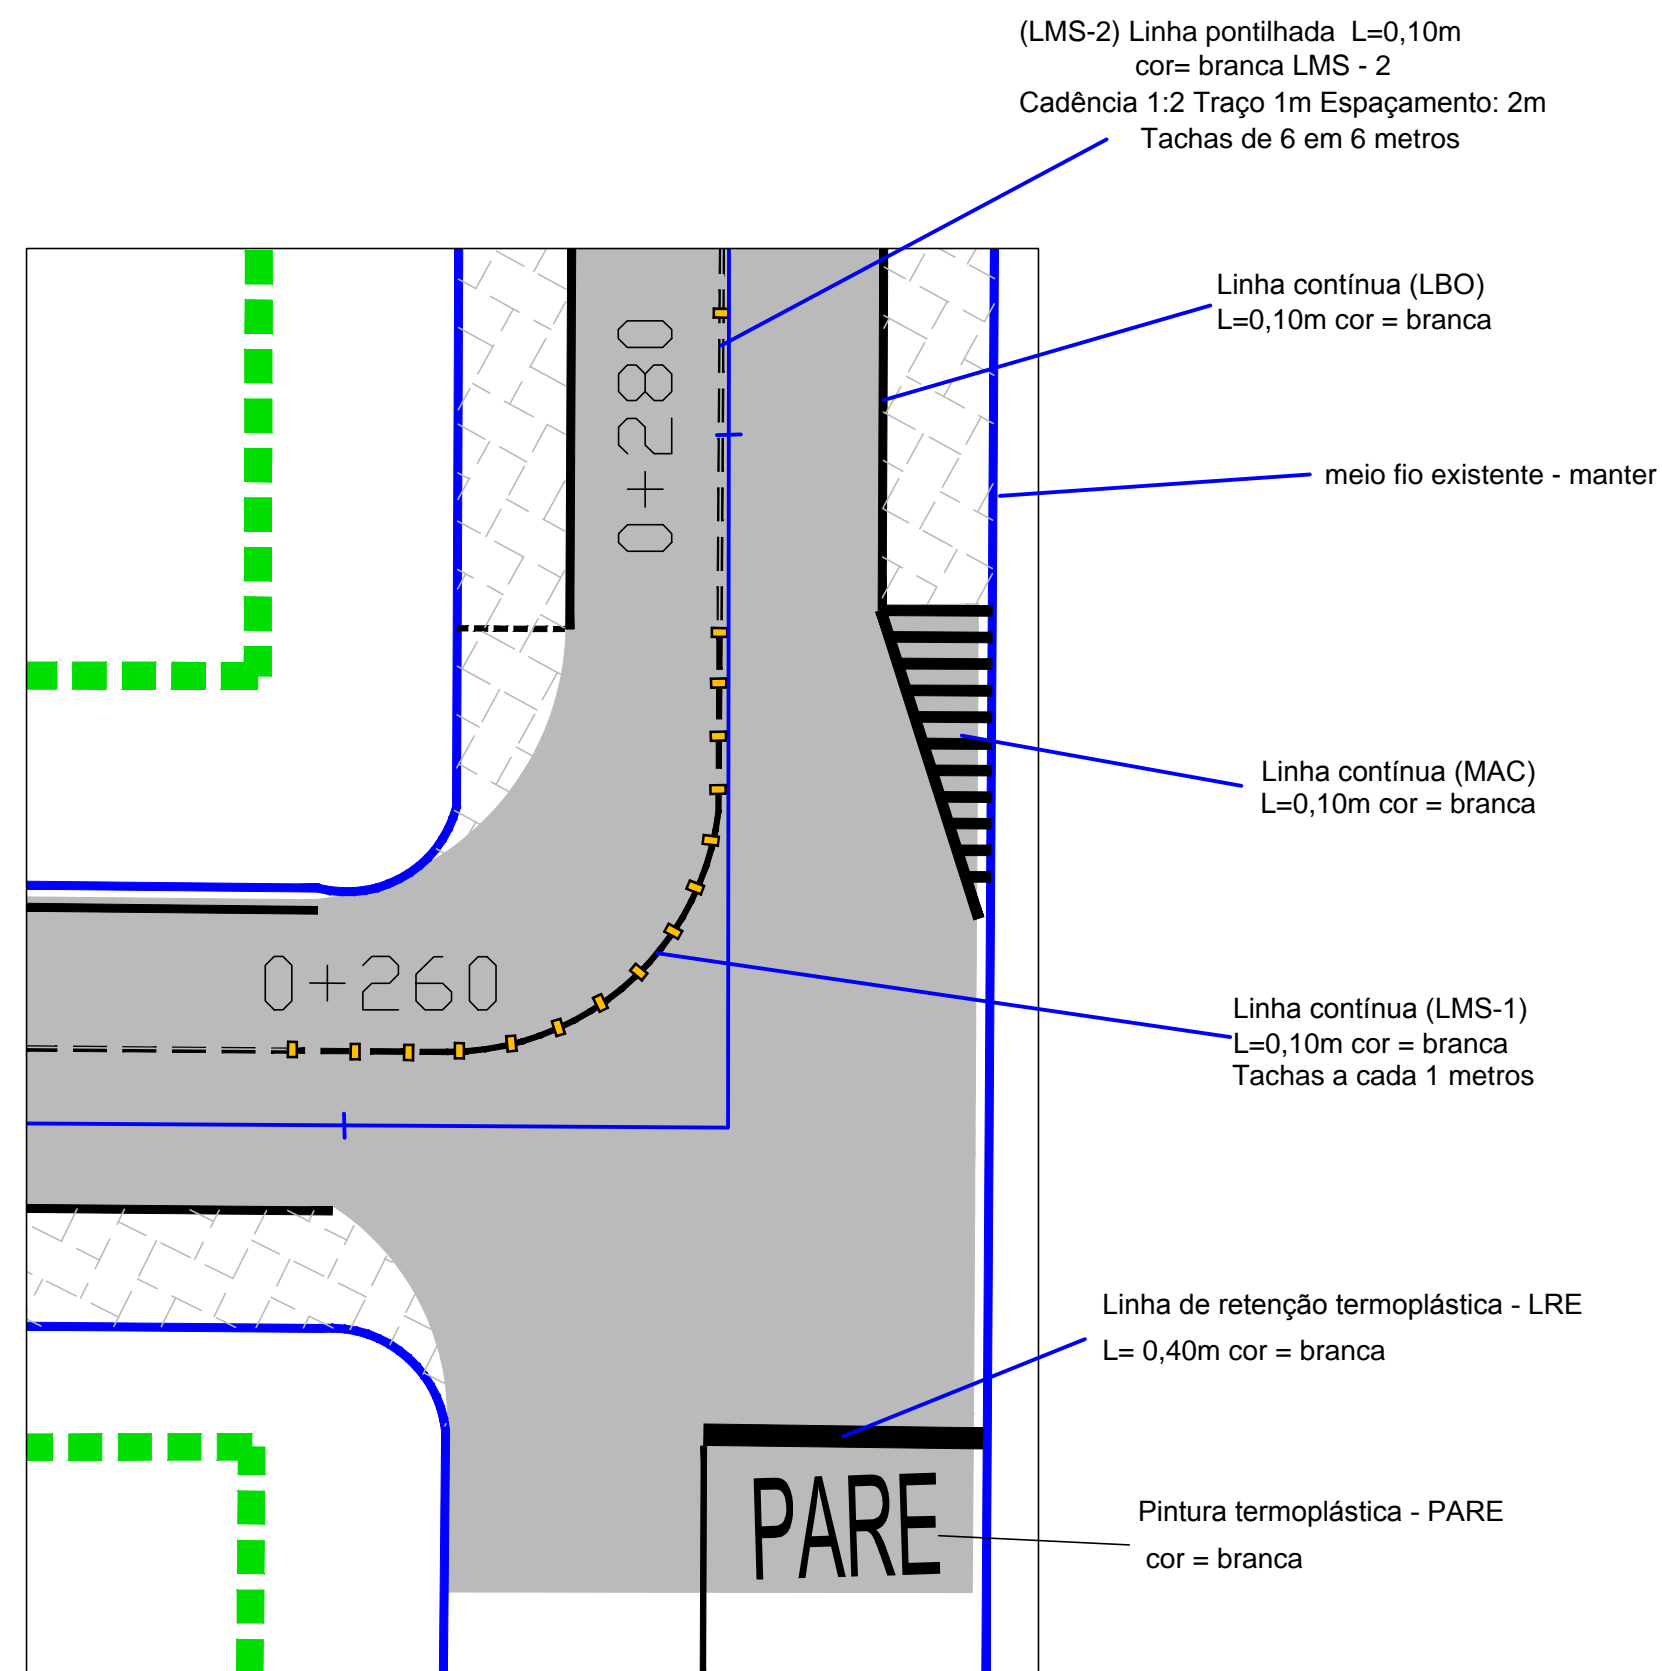 (LMS-2) Linha pontilhada L=0,10m
cor= branca LMS - 2
Cadência 1:2 Traço 1m Espaçamento: 2m
Tachas de 6 em 6 metros
Linha contínua (LBO)
L=0,10m cor = branca
0+280
meio fio existente - manter
Linha contínua (MAC)
L=0,10m cor = branca
0+260
Linha contínua (LMS-1)
L=0,10m cor = branca
Tachas a cada 1 metros
Linha de retenção termoplástica - LRE
L= 0,40m cor = branca
PARE
Pintura termoplástica - PARE
cor = branca